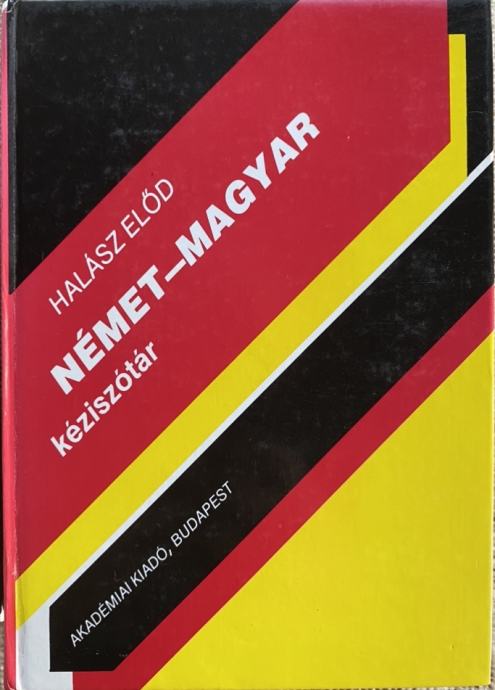 HALÁSZ ELŐD
NÉMET–MAGYAR
kéziszótár
AKADÉMIAI KIADÓ, BUDAPEST